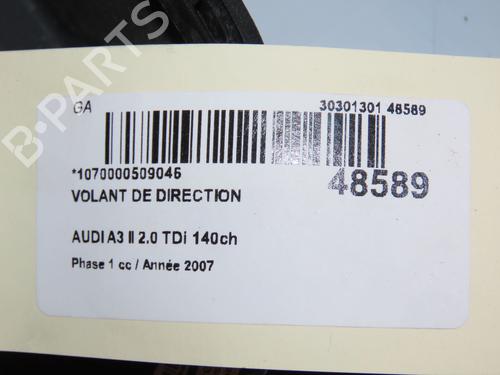 GA
30301301 48589
*1070000509046
48589
VOLANT DE DIRECTION
AUDI A3 II 2.0 TDi 140ch
Phase 1 cc / Année 2007
B-PARTS